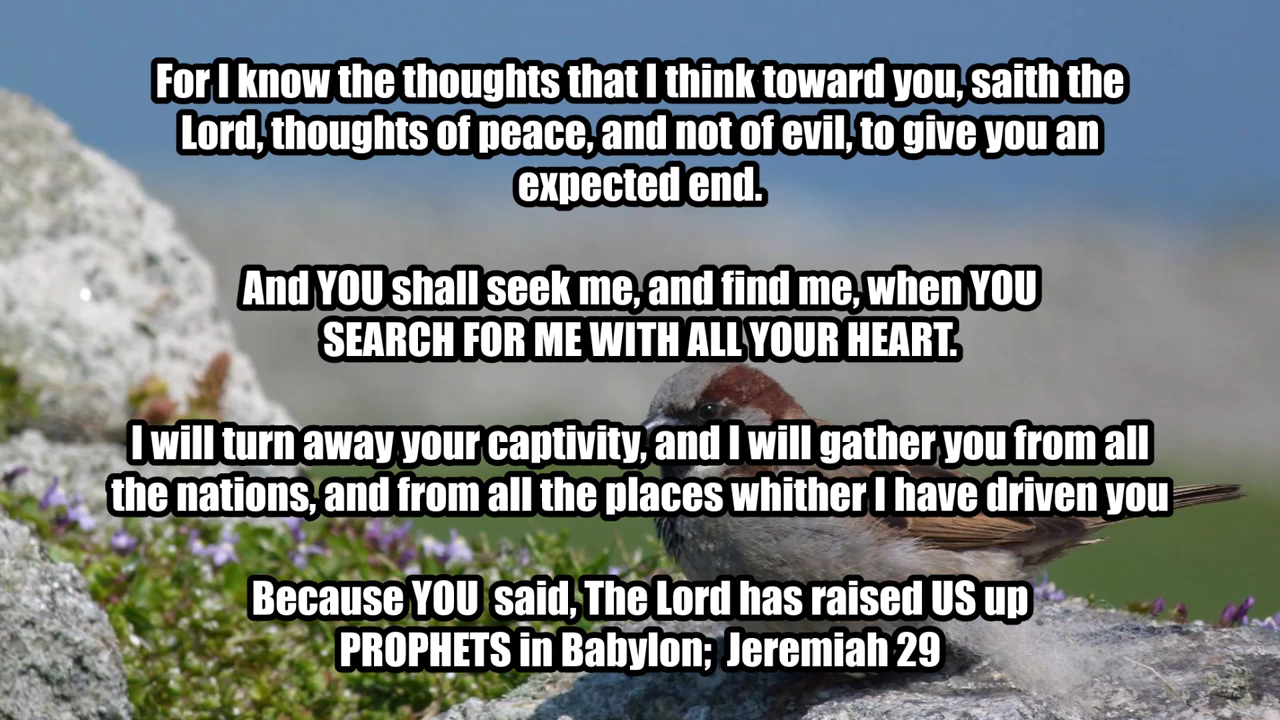 For I know the thoughts that I think toward you, saith the
Lord, thoughts of peace, and not of evil, to give you an
expected end.
And YOU shall seek me, and find me, when YOU
SEARCH FOR ME WITH ALL YOUR HEART.
I will turn away your captivity, and I will gather you from all
the nations, and from all the places whither I have driven you
Because YOU  said, The Lord has raised US up
PROPHETS in Babylon;  Jeremiah 29